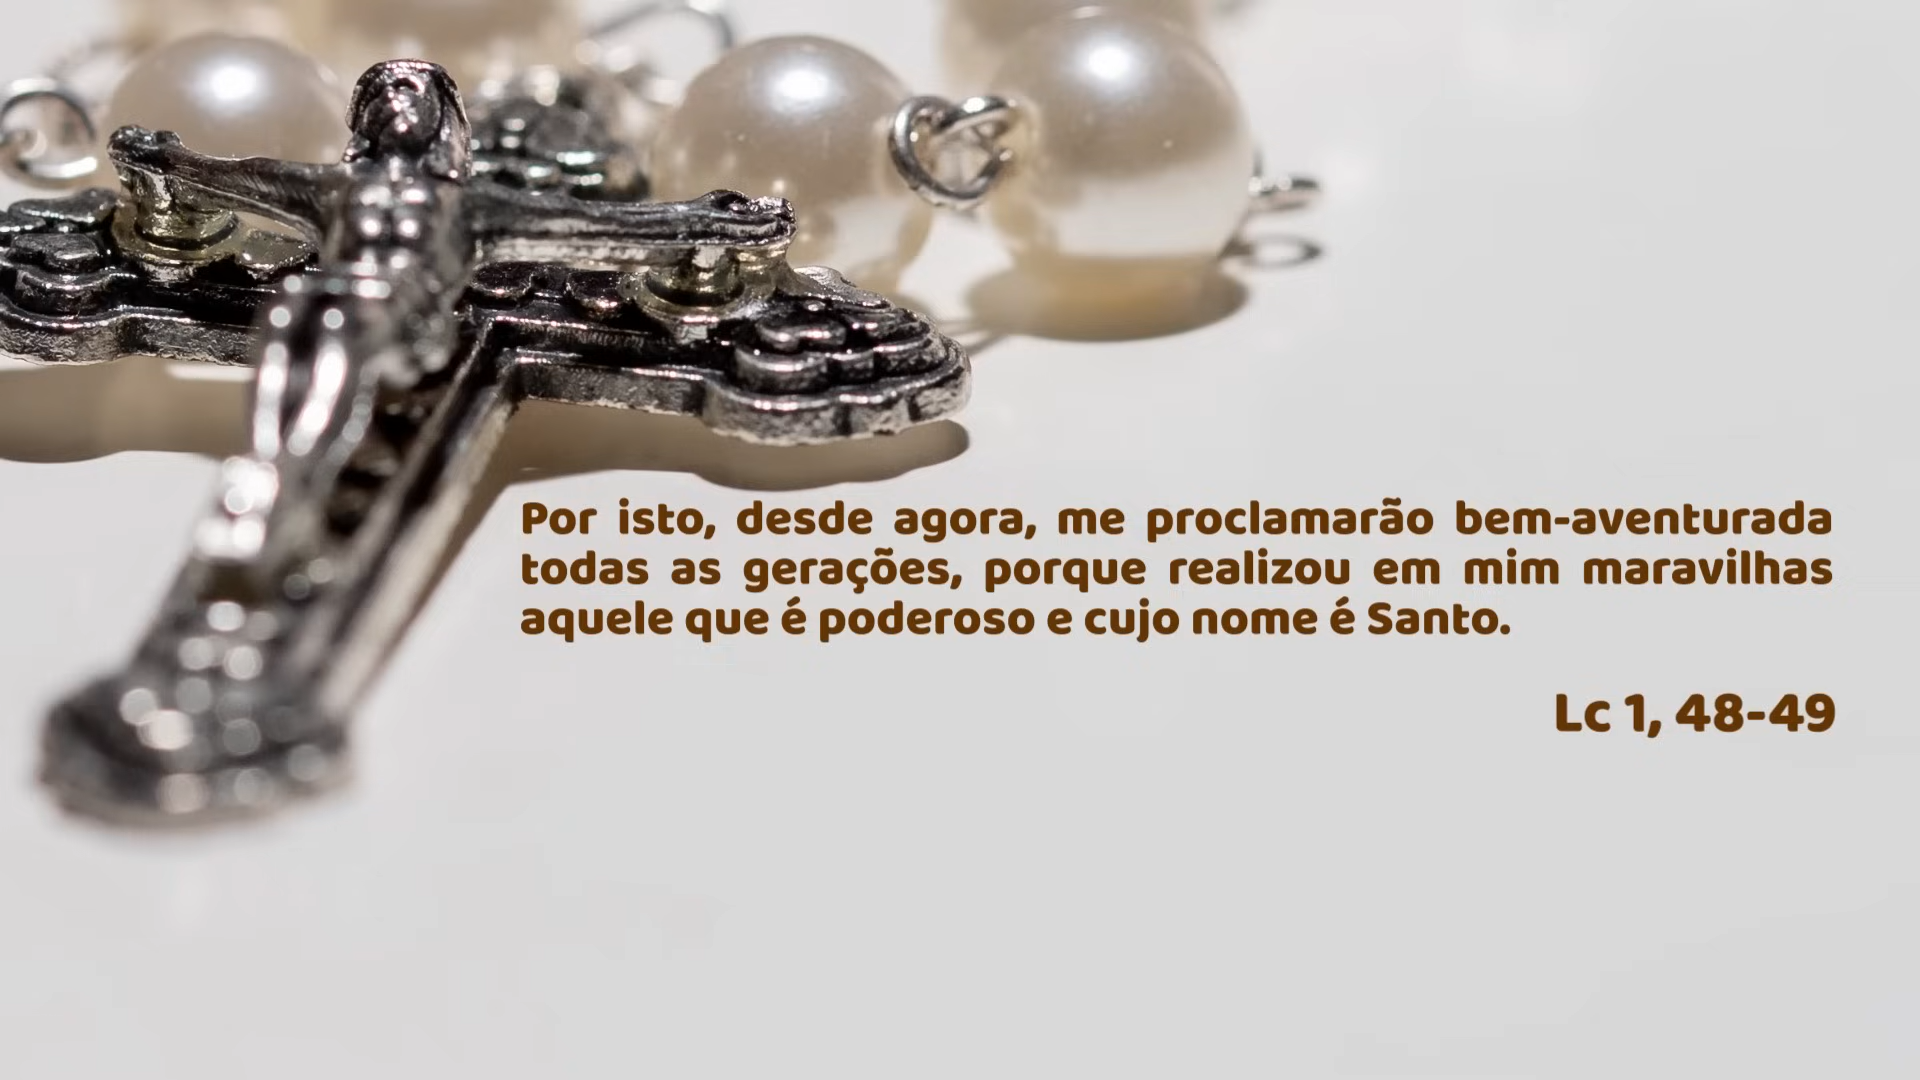 Por isto, desde agora, me proclamarão bem-aventurada
todas as gerações, porque realizou em mim maravilhas
aquele que é poderoso e cujo nome é Santo.
Lc 1, 48-49